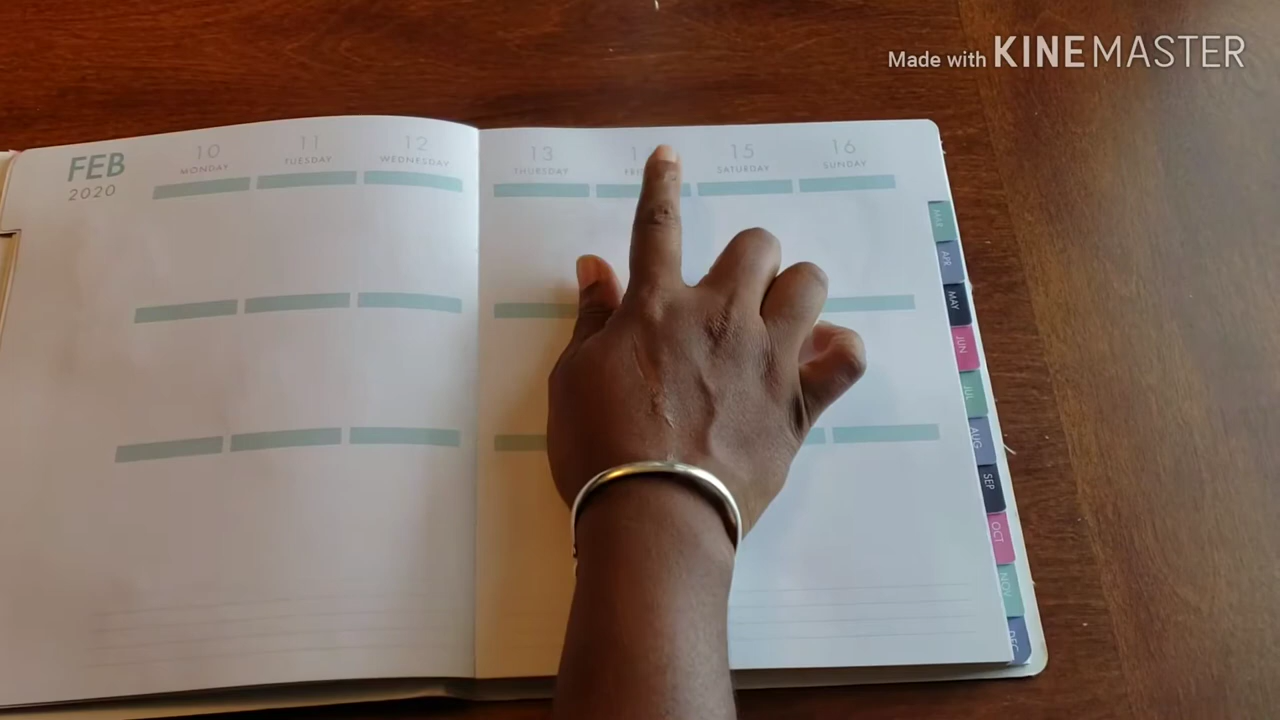 Made with KINEMASTER
FEB
2020
10
MONDAY
11
TUESDAY
12
WEDNESDAY
13
THURSDAY
15
SATURDAY
16
SUNDAY
MAR
APR
MAY
JUN
JUL
AUG
SEP
OCT
NOV
DEC